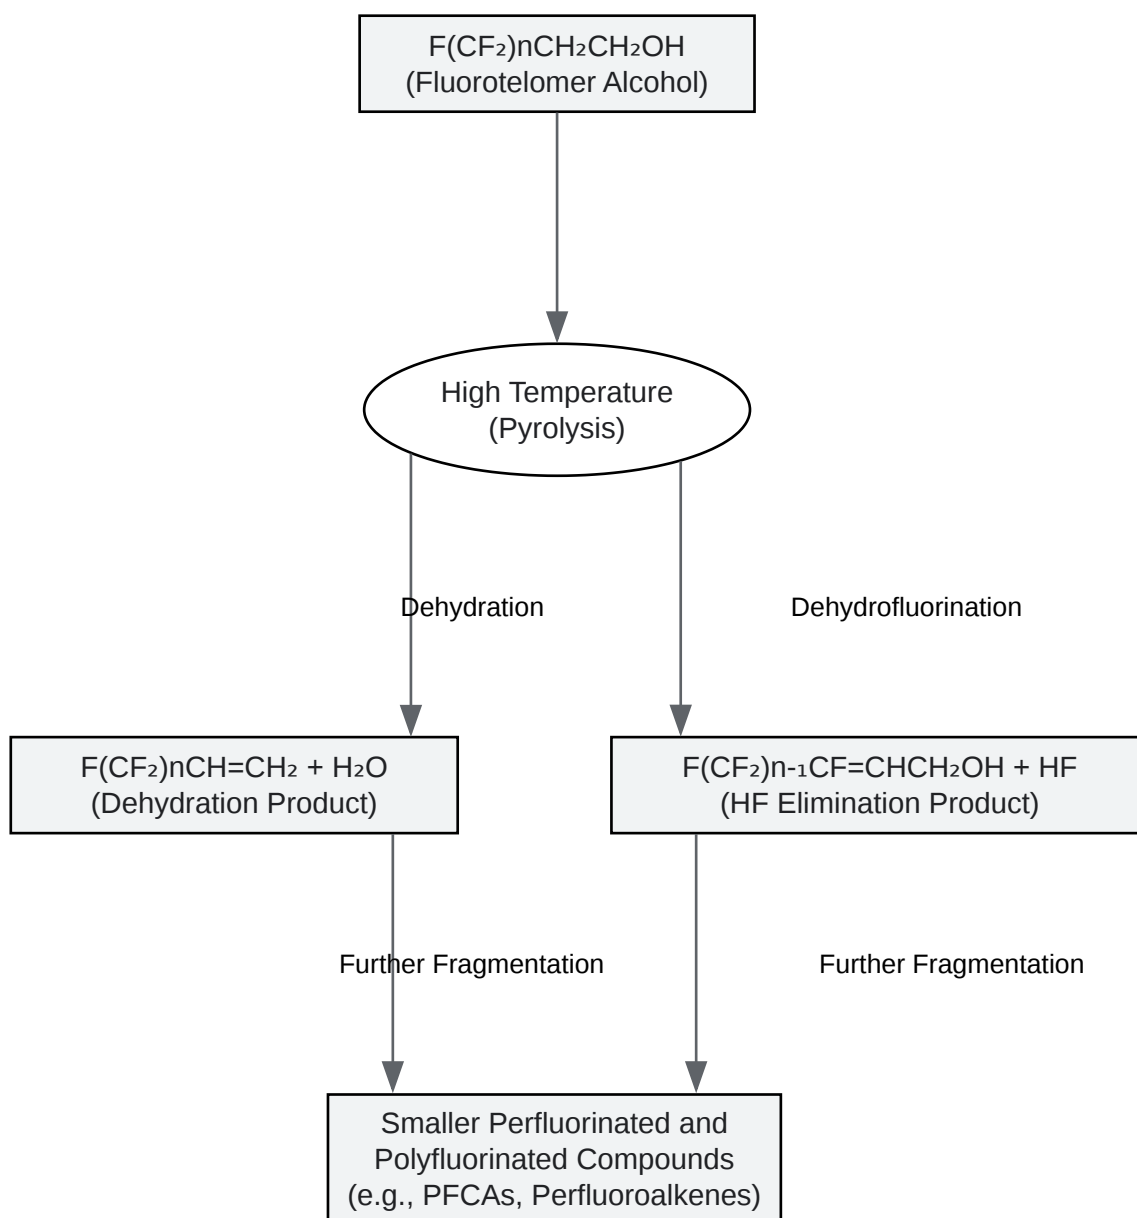 F(CF₂)nCH₂CH₂OH
(Fluorotelomer Alcohol)
High Temperature
(Pyrolysis)
Dehydration
Dehydrofluorination
F(CF₂)nCH=CH₂ + H₂O
(Dehydration Product)
F(CF₂)n-₁CF=CHCH₂OH + HF
(HF Elimination Product)
Further Fragmentation
Further Fragmentation
Smaller Perfluorinated and
Polyfluorinated Compounds
(e.g., PFCAs, Perfluoroalkenes)